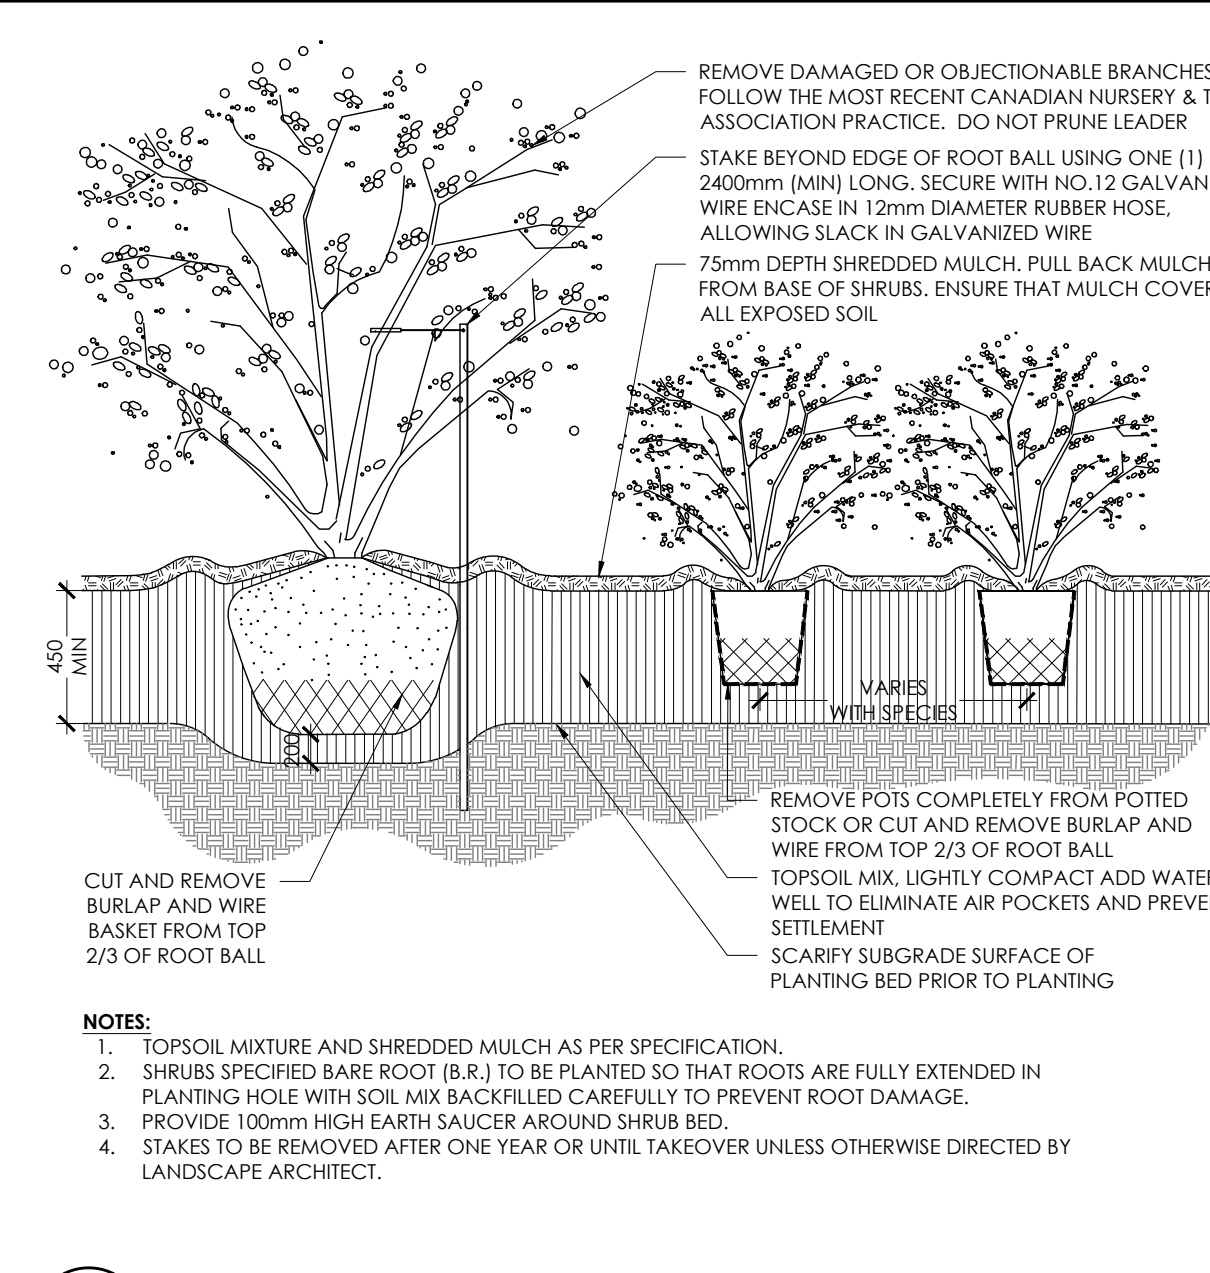 REMOVE DAMAGED OR OBJECTIONABLE BRANCHES
FOLLOW THE MOST RECENT CANADIAN NURSERY & T
ASSOCIATION PRACTICE. DO NOT PRUNE LEADER
STAKE BEYOND EDGE OF ROOT BALL USING ONE (1)
2400mm (MIN) LONG. SECURE WITH NO.12 GALVAN
WIRE ENCASE IN 12mm DIAMETER RUBBER HOSE,
ALLOWING SLACK IN GALVANIZED WIRE
75mm DEPTH SHREDDED MULCH. PULL BACK MULCH
FROM BASE OF SHRUBS. ENSURE THAT MULCH COVER
ALL EXPOSED SOIL
450
MIN
200
VARIES
WITH SPECIES
REMOVE POTS COMPLETELY FROM POTTED
STOCK OR CUT AND REMOVE BURLAP AND
WIRE FROM TOP 2/3 OF ROOT BALL
TOPSOIL MIX, LIGHTLY COMPACT ADD WATER
WELL TO ELIMINATE AIR POCKETS AND PREVE
SETTLEMENT
SCARIFY SUBGRADE SURFACE OF
PLANTING BED PRIOR TO PLANTING
CUT AND REMOVE
BURLAP AND WIRE
BASKET FROM TOP
2/3 OF ROOT BALL
NOTES:
1. TOPSOIL MIXTURE AND SHREDDED MULCH AS PER SPECIFICATION.
2. SHRUBS SPECIFIED BARE ROOT (B.R.) TO BE PLANTED SO THAT ROOTS ARE FULLY EXTENDED IN
PLANTING HOLE WITH SOIL MIX BACKFILLED CAREFULLY TO PREVENT ROOT DAMAGE.
3. PROVIDE 100mm HIGH EARTH SAUCER AROUND SHRUB BED.
4. STAKES TO BE REMOVED AFTER ONE YEAR OR UNTIL TAKEOVER UNLESS OTHERWISE DIRECTED BY
LANDSCAPE ARCHITECT.